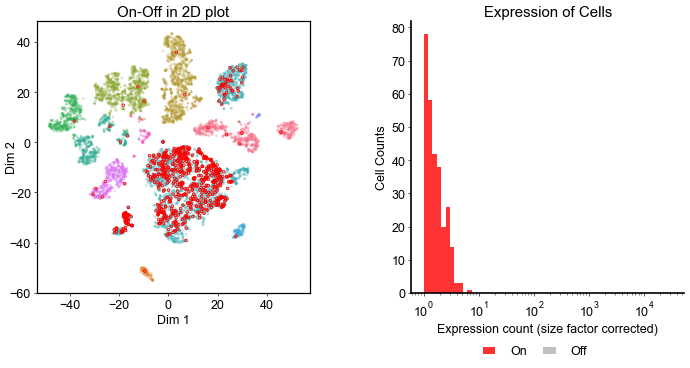 On-Off in 2D plot
Expression of Cells
40
20
0
−20
−40
−60
Dim 2
−40 −20 0 20 40
Dim 1
80
70
60
50
40
30
20
10
0
Cell Counts
10⁰ 10¹ 10² 10³ 10⁴
Expression count (size factor corrected)
On Off